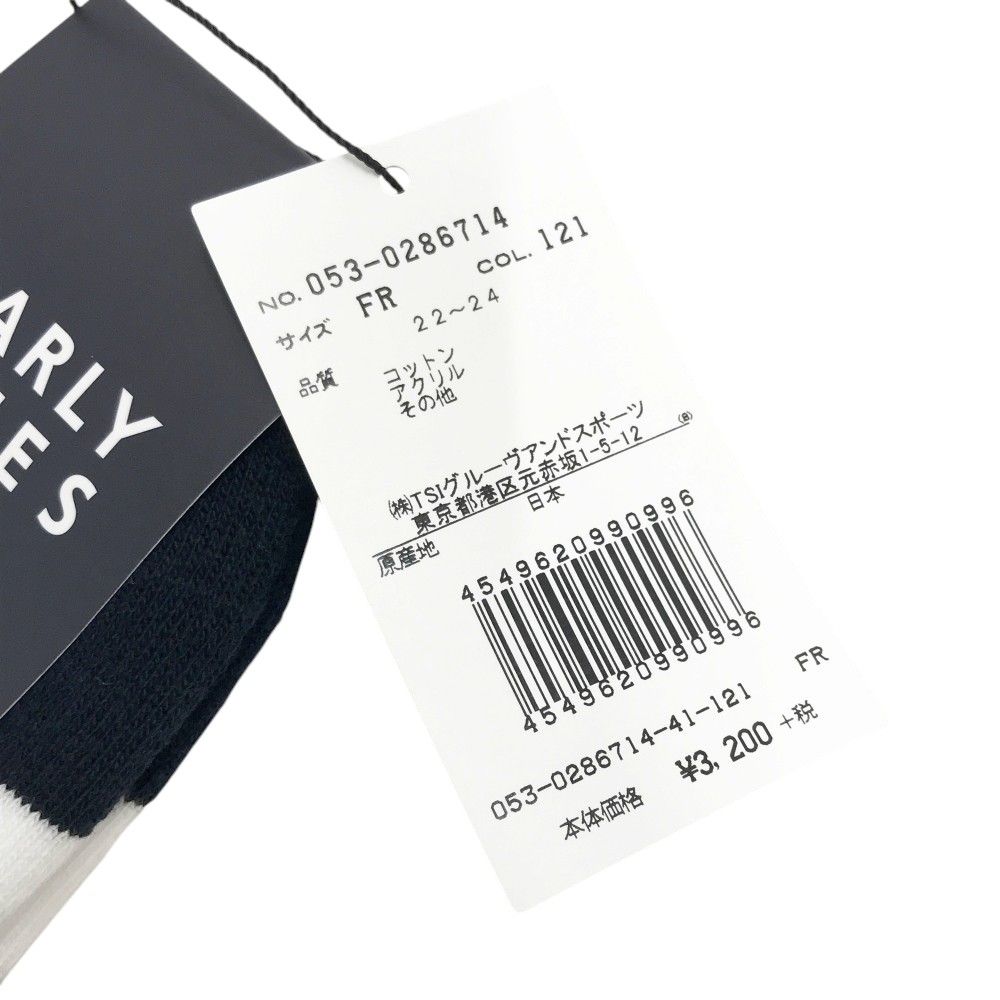 ARLY
ES
NO. 053-0286714
COL. 121
サイズ FR 22〜24
品質 コットン
アクリル
その他
(株)TSIグルーヴアンドスポーツ
東京都港区元赤坂1-5-12 (B)
原産地 日本
4549620990996
4549620990996
053-0286714-41-121 FR
本体価格 ¥3,200 +税